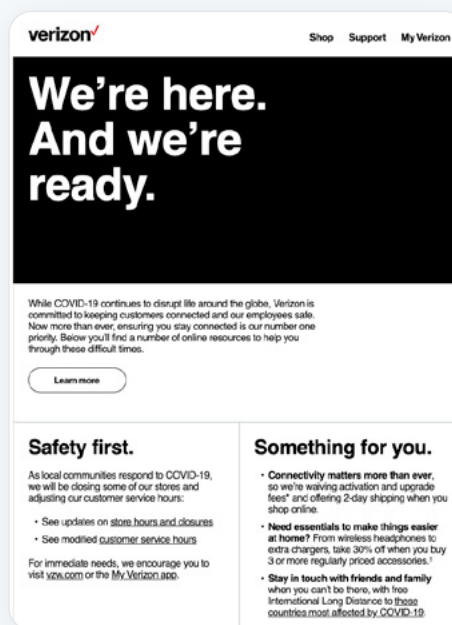 verizon✓
Shop Support My Verizon
We’re here.
And we’re
ready.
While COVID-19 continues to disrupt life around the globe, Verizon is
committed to keeping customers connected and our employees safe.
Now more than ever, ensuring you stay connected is our number one
priority. Below you’ll find a number of online resources to help you
through these difficult times.
Learn more
Safety first.
As local communities respond to COVID-19,
we will be closing some of our stores and
adjusting our customer service hours:
• See updates on store hours and closures
• See modified customer service hours
For immediate needs, we encourage you to
visit vzw.com or the My Verizon app.
Something for you.
• Connectivity matters more than ever,
so we’re waiving activation and upgrade
fees* and offering 2-day shipping when you
shop online.
• Need essentials to make things easier
at home? From wireless headphones to
extra chargers, take 30% off when you buy
3 or more regularly priced accessories.‡
• Stay in touch with friends and family
when you can’t be there, with free
International Long Distance to those
countries most affected by COVID-19.